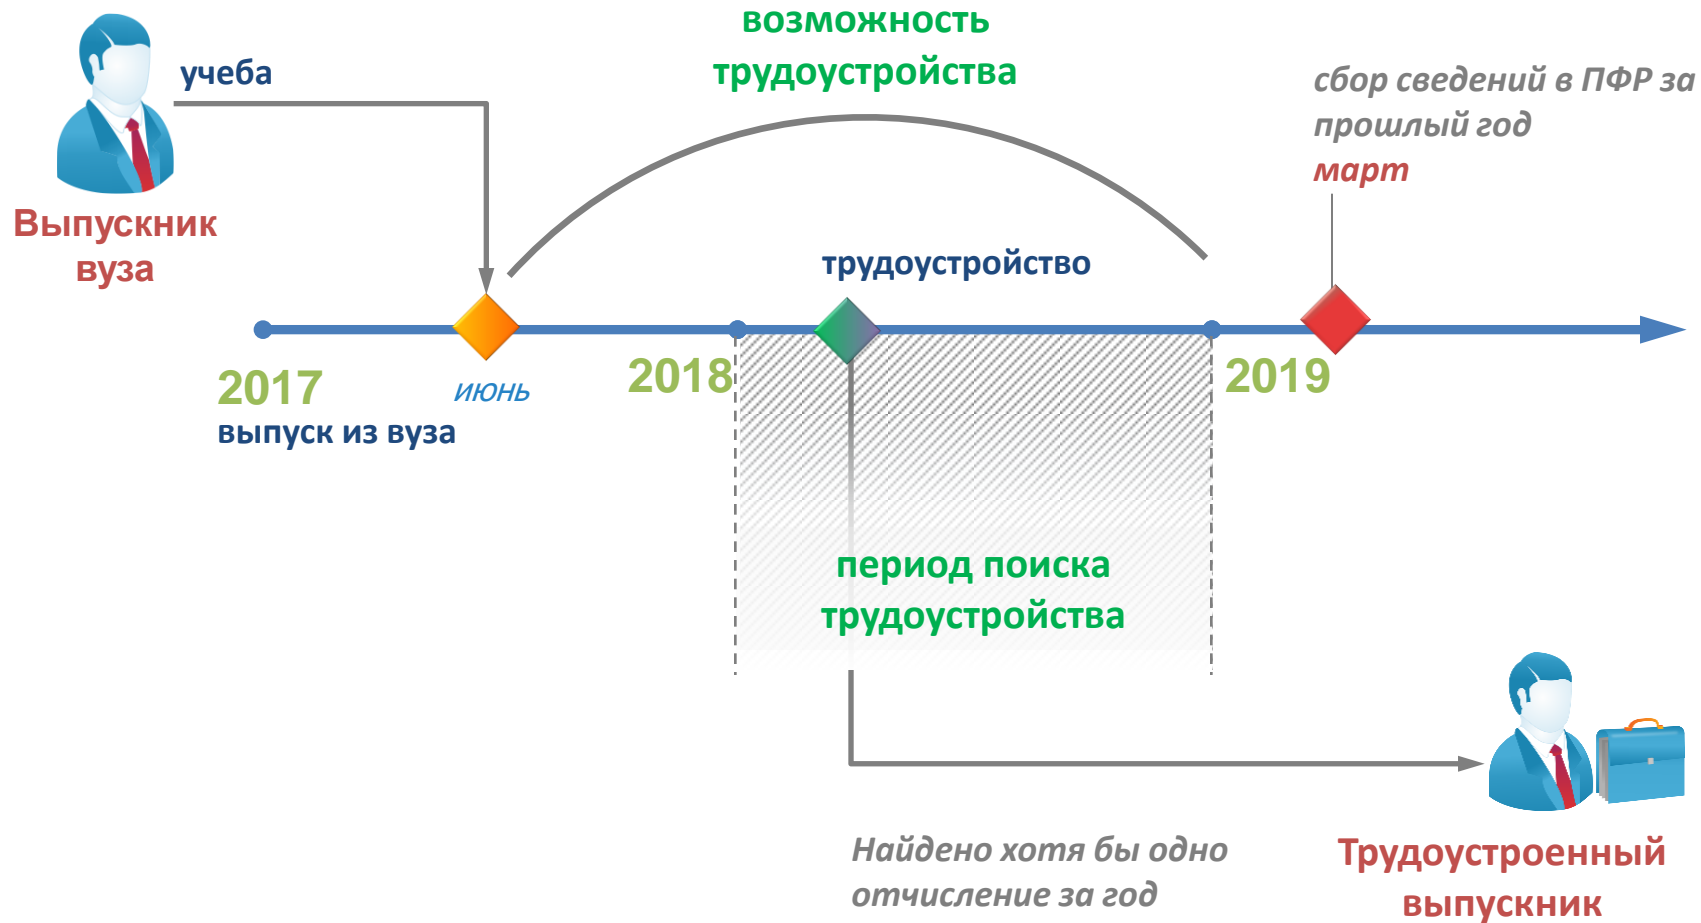 возможность
трудоустройства
учеба
сбор сведений в ПФР за
прошлый год
март
Выпускник
вуза
трудоустройство
2017
июнь
2018
2019
выпуск из вуза
период поиска
трудоустройства
Найдено хотя бы одно
отчисление за год
Трудоустроенный
выпускник